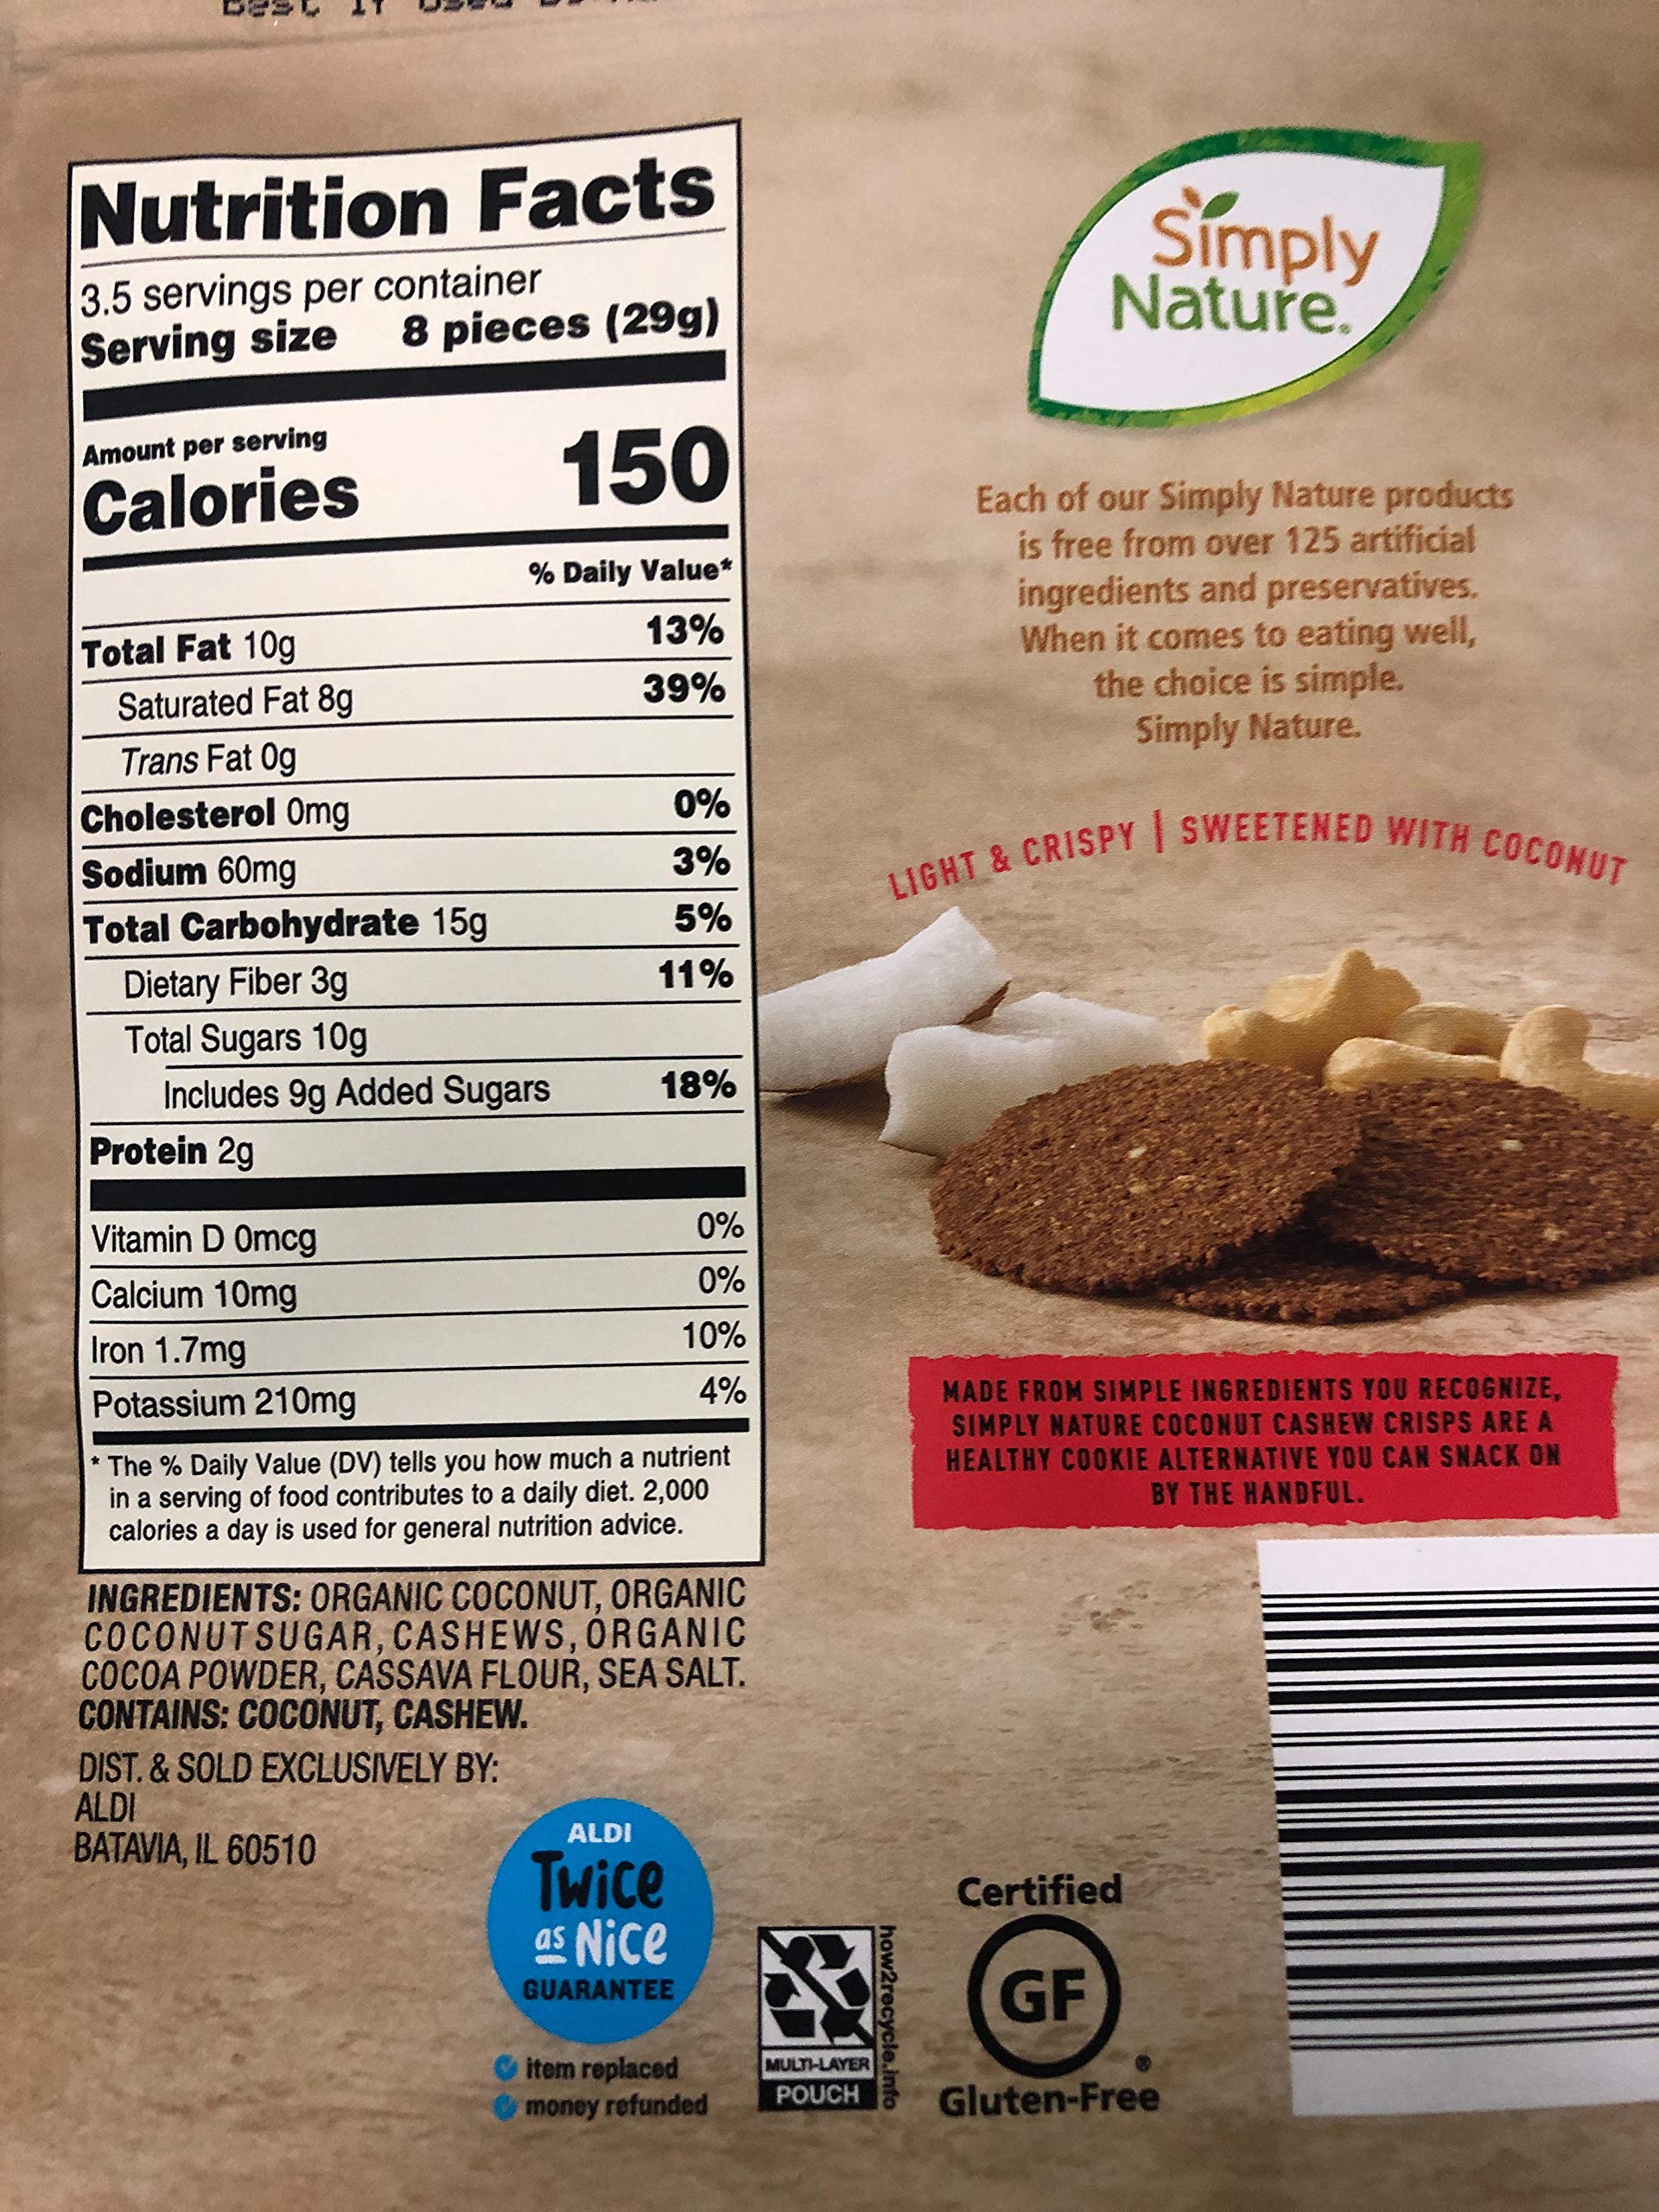 Best If Used
Nutrition Facts
3.5 servings per container
Serving size 8 pieces (29g)
Amount per serving
Calories 150
% Daily Value*
Total Fat 10g 13%
Saturated Fat 8g 39%
Trans Fat 0g
Cholesterol 0mg 0%
Sodium 60mg 3%
Total Carbohydrate 15g 5%
Dietary Fiber 3g 11%
Total Sugars 10g
Includes 9g Added Sugars 18%
Protein 2g
Vitamin D 0mcg 0%
Calcium 10mg 0%
Iron 1.7mg 10%
Potassium 210mg 4%
* The % Daily Value (DV) tells you how much a nutrient
in a serving of food contributes to a daily diet. 2,000
calories a day is used for general nutrition advice.
INGREDIENTS: ORGANIC COCONUT, ORGANIC
COCONUT SUGAR, CASHEWS, ORGANIC
COCOA POWDER, CASSAVA FLOUR, SEA SALT.
CONTAINS: COCONUT, CASHEW.
DIST. & SOLD EXCLUSIVELY BY:
ALDI
BATAVIA, IL 60510
ALDI
Twice
as Nice
GUARANTEE
item replaced
money refunded
MULTI-LAYER
POUCH
how2recycle.info
Certified
GF
®
Gluten-Free
Simply
Nature®
Each of our Simply Nature products
is free from over 125 artificial
ingredients and preservatives.
When it comes to eating well,
the choice is simple.
Simply Nature.
LIGHT & CRISPY | SWEETENED WITH COCONUT
MADE FROM SIMPLE INGREDIENTS YOU RECOGNIZE,
SIMPLY NATURE COCONUT CASHEW CRISPS ARE A
HEALTHY COOKIE ALTERNATIVE YOU CAN SNACK ON
BY THE HANDFUL.